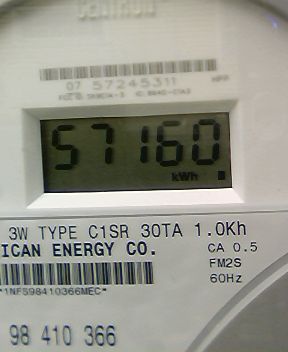 CENTRON
07 57245311
57160
kWh
3W TYPE C1SR 30TA 1.0Kh
ICAN ENERGY CO.
CA 0.5
FM2S
60Hz
*1NFS98410366MEC*
98 410 366